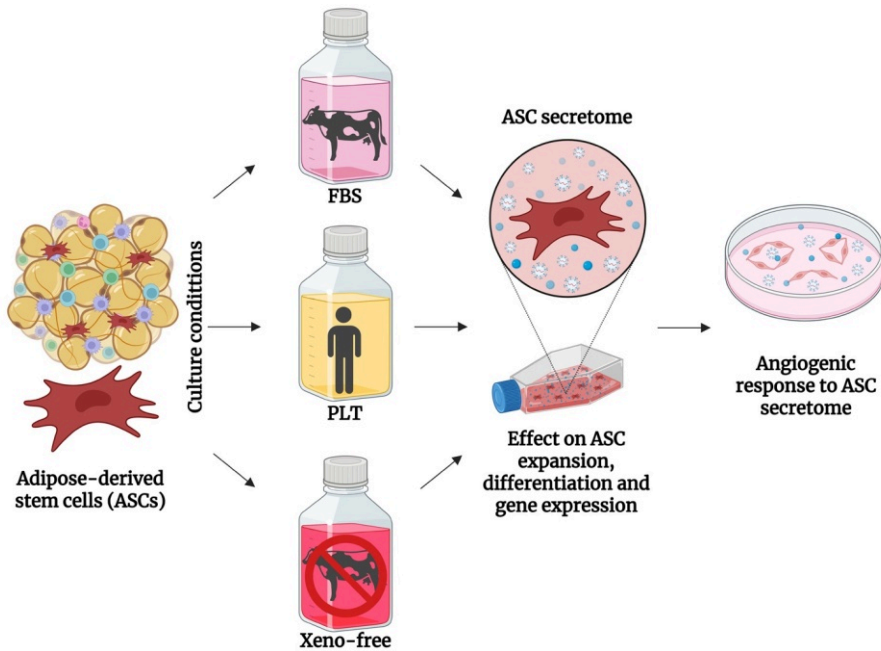 Adipose-derived
stem cells (ASCs)
Culture conditions
FBS
PLT
Xeno-free
ASC secretome
Effect on ASC
expansion,
differentiation and
gene expression
Angiogenic
response to ASC
secretome